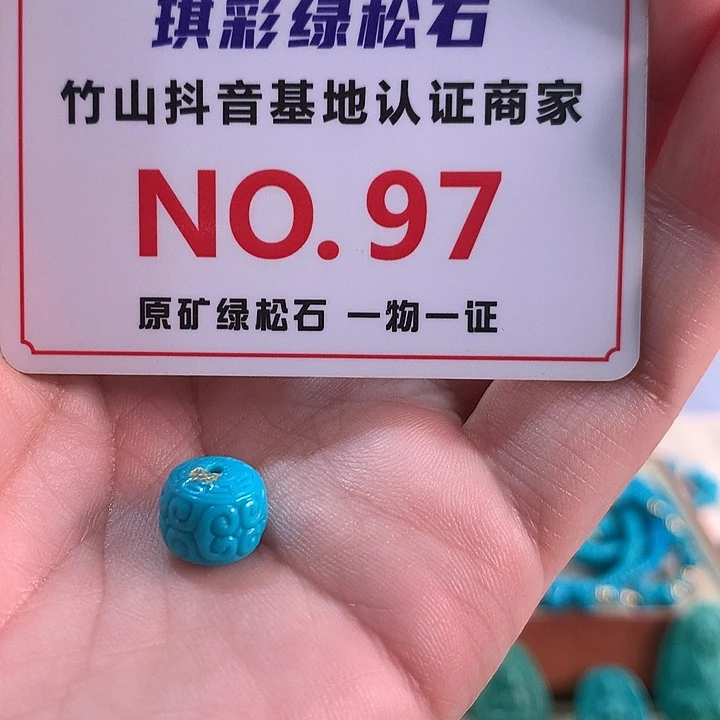 琪彩绿松石
竹山抖音基地认证商家
NO.97
原矿绿松石 一物一证